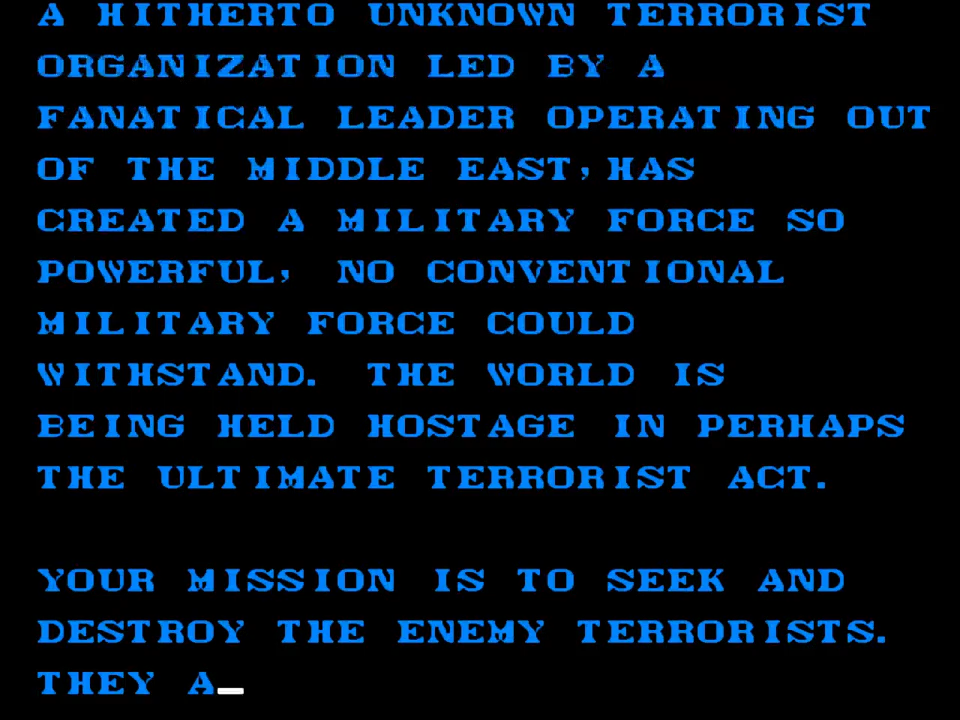 A HITHERTO UNKNOWN TERRORIST
ORGANIZATION LED BY A
FANATICAL LEADER OPERATING OUT
OF THE MIDDLE EAST,HAS
CREATED A MILITARY FORCE SO
POWERFUL, NO CONVENTIONAL
MILITARY FORCE COULD
WITHSTAND. THE WORLD IS
BEING HELD HOSTAGE IN PERHAPS
THE ULTIMATE TERRORIST ACT.
YOUR MISSION IS TO SEEK AND
DESTROY THE ENEMY TERRORISTS.
THEY A